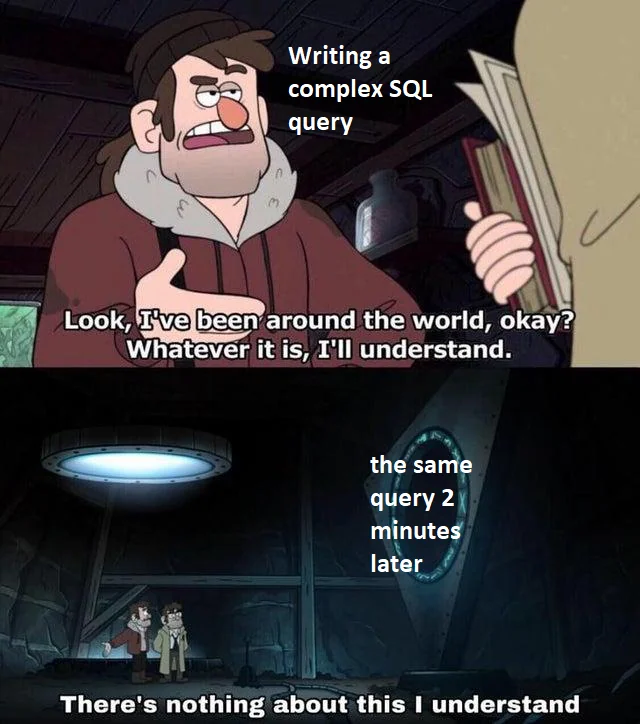 Writing a
complex SQL
query
Look, I've been around the world, okay?
Whatever it is, I'll understand.
the same
query 2
minutes
later
There's nothing about this I understand